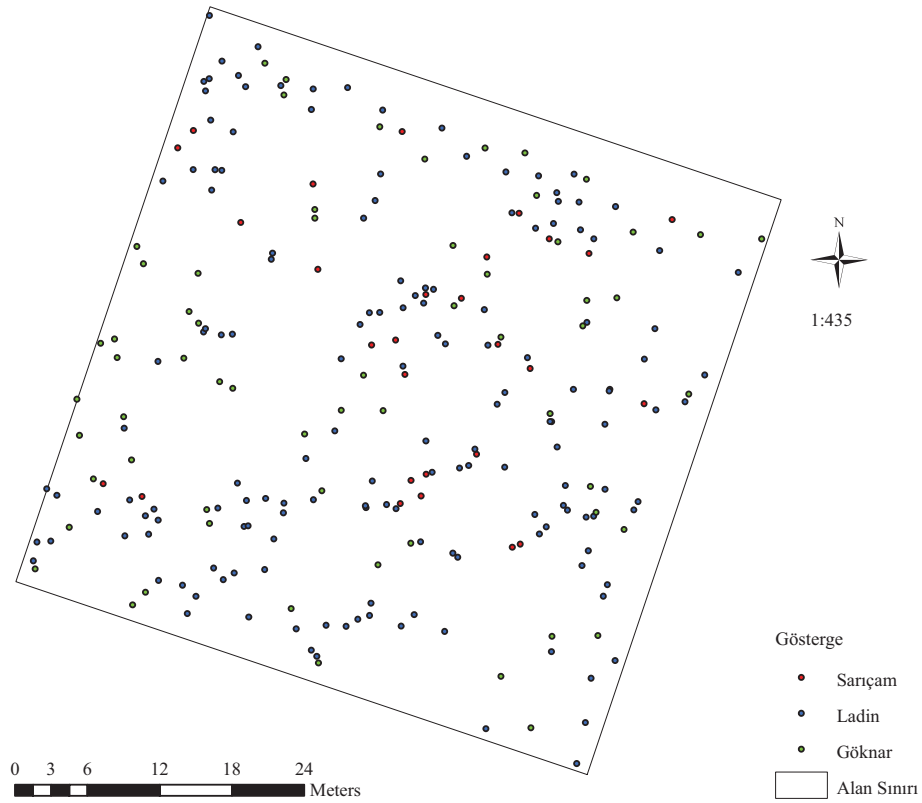 N
1:435
Gösterge
Sarıçam
Ladin
Göknar
Alan Sınırı
0 3 6 12 18 24
Meters